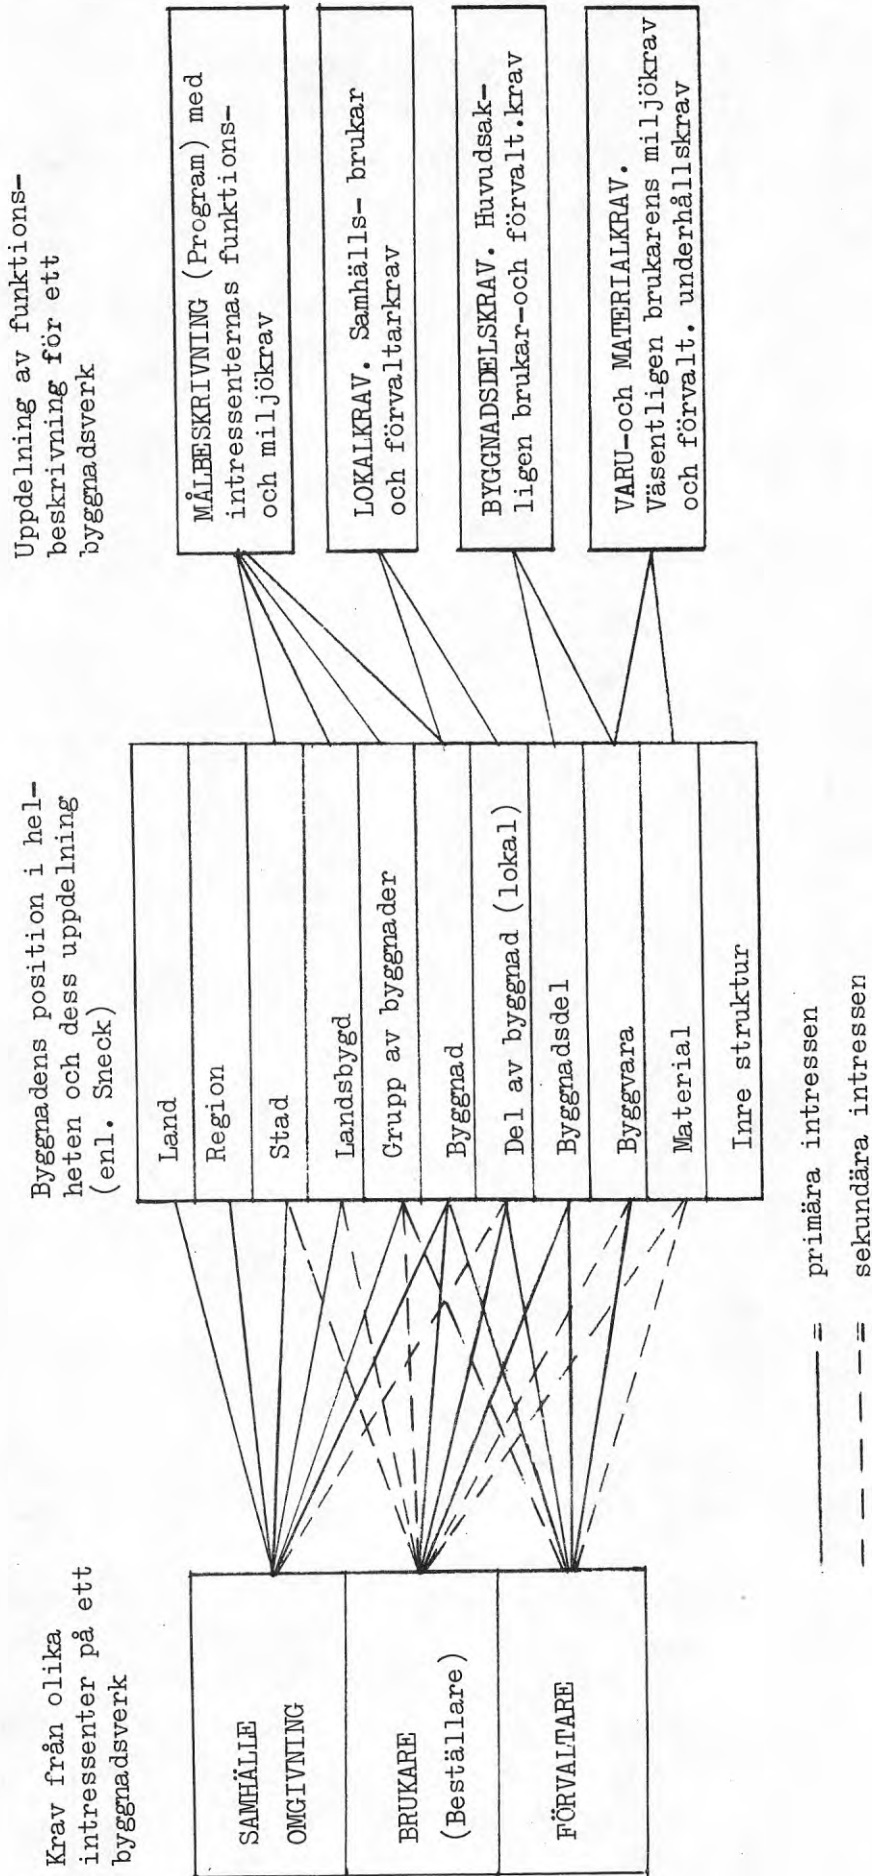 Krav från olika
intressenter på ett
byggnadsverk
SAMHÄLLE
OMGIVNING
BRUKARE
(Beställare)
FÖRVALTARE
Byggnadens position i hel-
heten och dess uppdelning
(enl. Sneck)
Land
Region
Stad
Landsbygd
Grupp av byggnader
Byggnad
Del av byggnad (lokal)
Byggnadsdel
Byggvara
Material
Inre struktur
Uppdelning av funktions-
beskrivning för ett
byggnadsverk
MÅLBESKRIVNING (Program) med
intressenternas funktions-
och miljökrav
LOKALKRAV. Samhälls- brukar
och förvaltarkrav
BYGGNADSDELSKRAV. Huvudsak-
ligen brukar-och förvalt.krav
VARU-och MATERIALKRAV.
Väsentligen brukarens miljökrav
och förvalt. underhållskrav
= primära intressen
= sekundära intressen